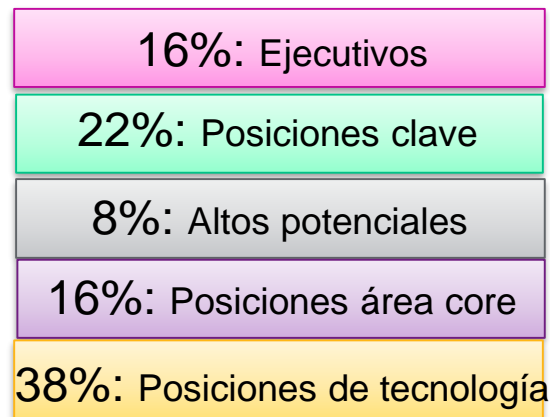 16%: Ejecutivos
22%: Posiciones clave
8%: Altos potenciales
16%: Posiciones área core
38%: Posiciones de tecnología